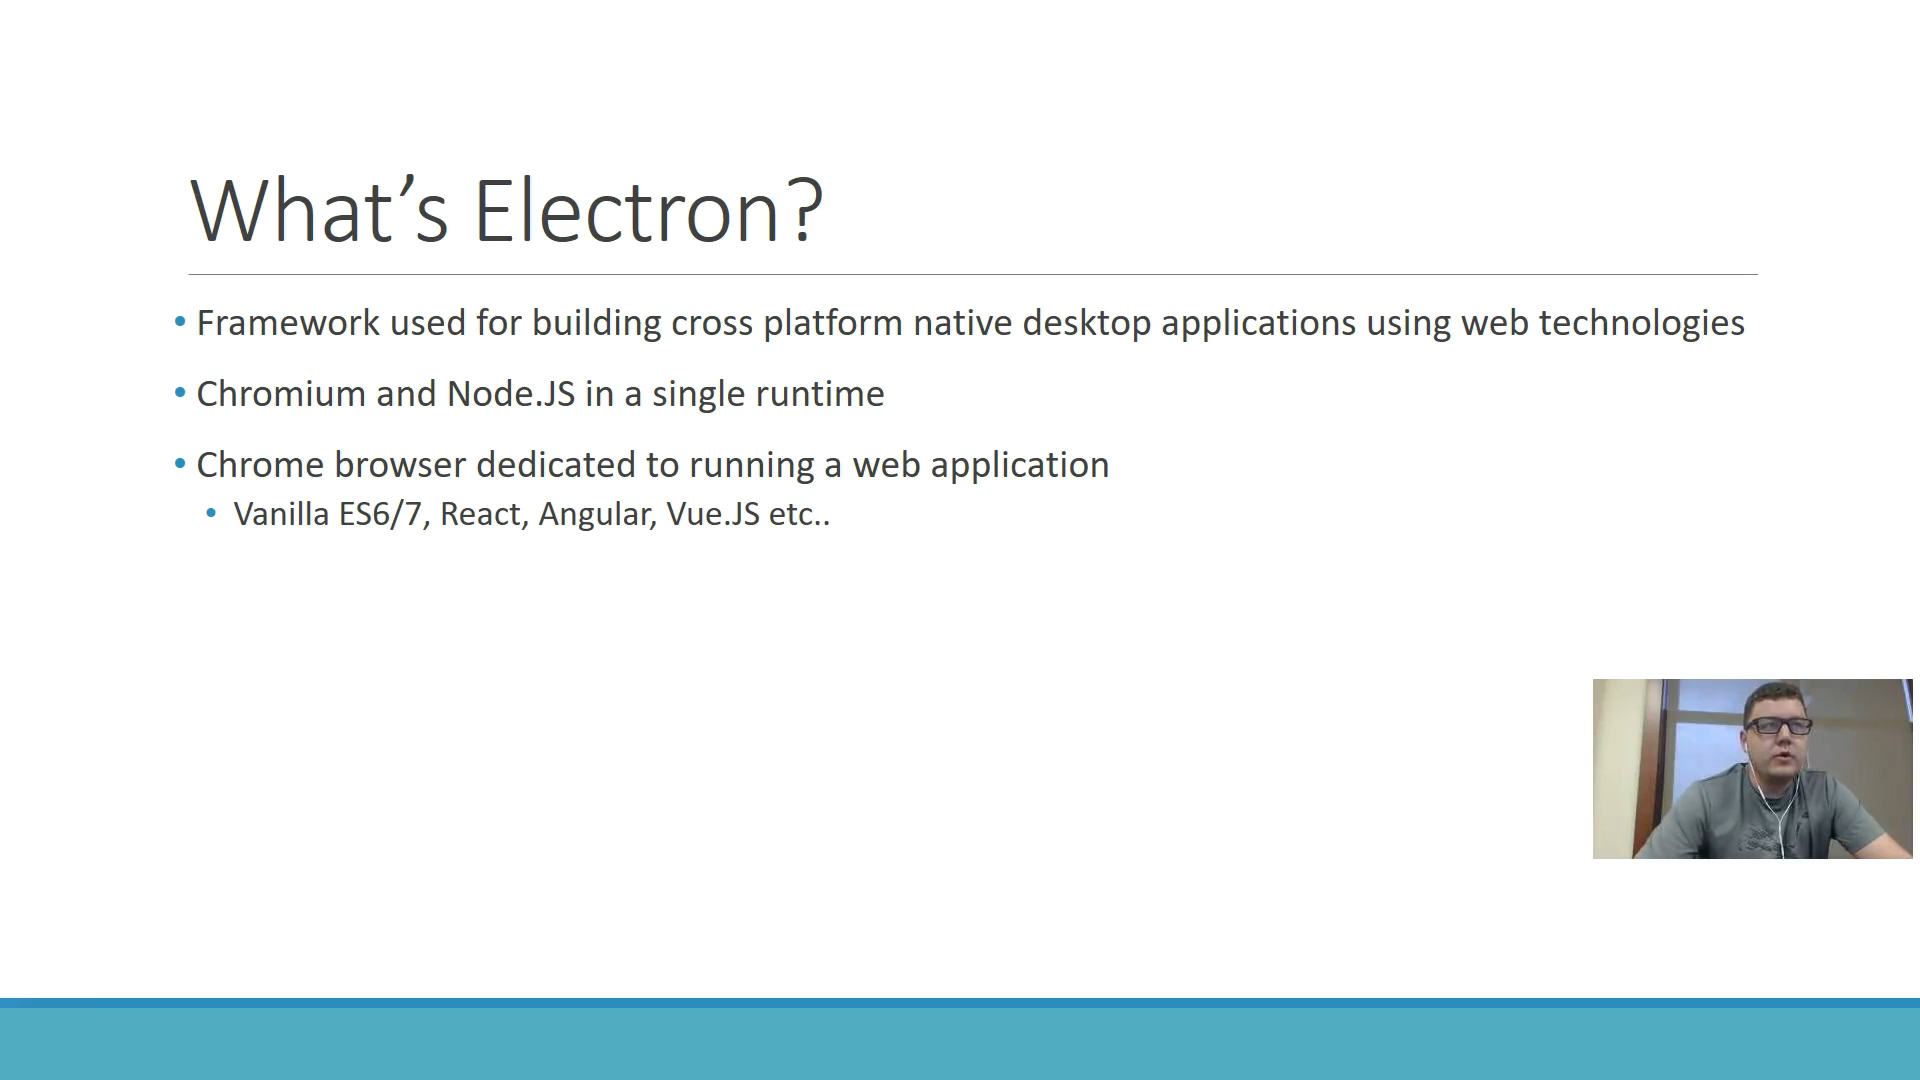 What’s Electron?
• Framework used for building cross platform native desktop applications using web technologies
• Chromium and Node.JS in a single runtime
• Chrome browser dedicated to running a web application
• Vanilla ES6/7, React, Angular, Vue.JS etc..